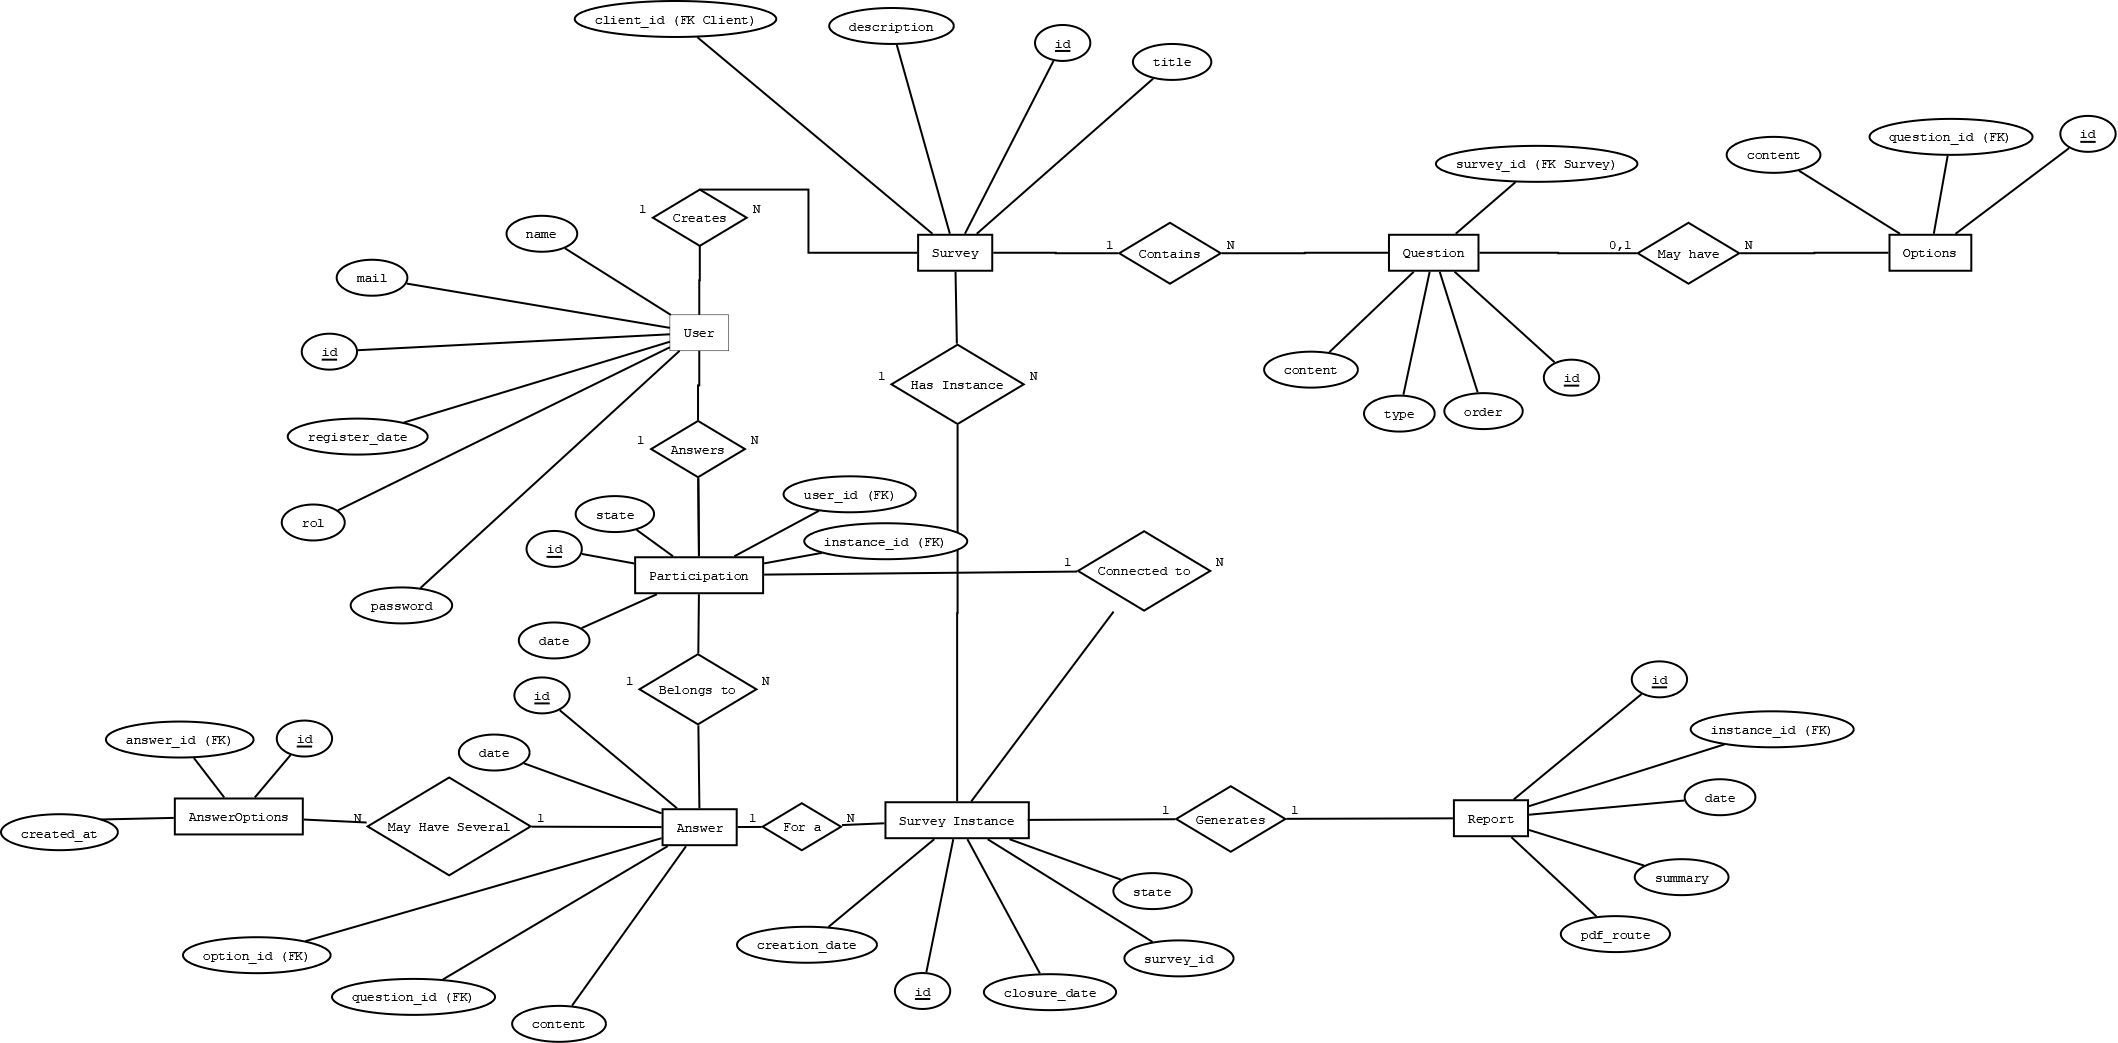 client_id (FK Client)
description
id
title
content
question_id (FK)
id
survey_id (FK Survey)
1
Creates
N
name
Survey
1
Contains
N
Question
0,1
May have
N
Options
mail
User
id
1
Has Instance
N
content
type
order
id
register_date
1
Answers
N
rol
state
user_id (FK)
id
instance_id (FK)
Participation
1
Connected to
N
password
date
1
Belongs to
N
id
id
instance_id (FK)
answer_id (FK)
id
date
date
created_at
AnswerOptions
N
May Have Several
1
Answer
1
For a
N
Survey Instance
1
Generates
1
Report
state
summary
option_id (FK)
creation_date
survey_id
pdf_route
question_id (FK)
id
closure_date
content